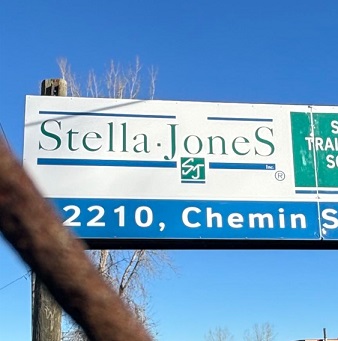 Stella-JoneS
SJ
Inc.
®
2210, Chemin